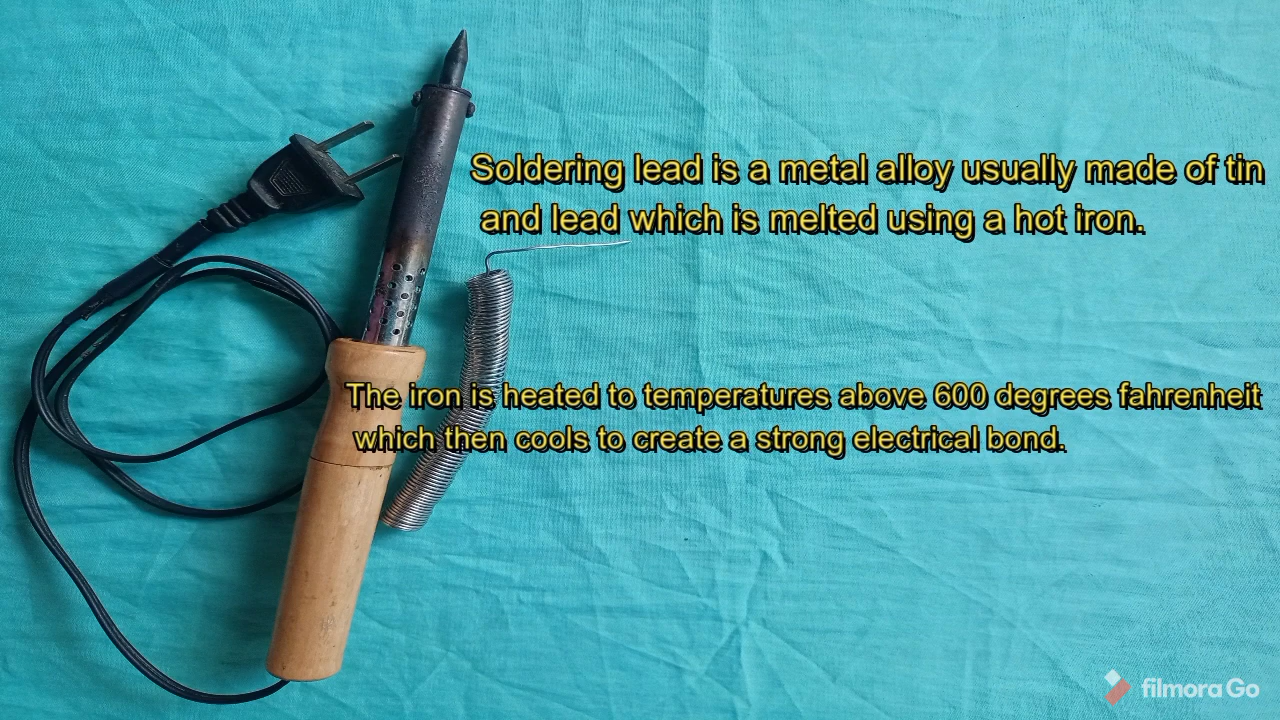 Soldering lead is a metal alloy usually made of tin
and lead which is melted using a hot iron.
The iron is heated to temperatures above 600 degrees fahrenheit
which then cools to create a strong electrical bond.
filmora Go